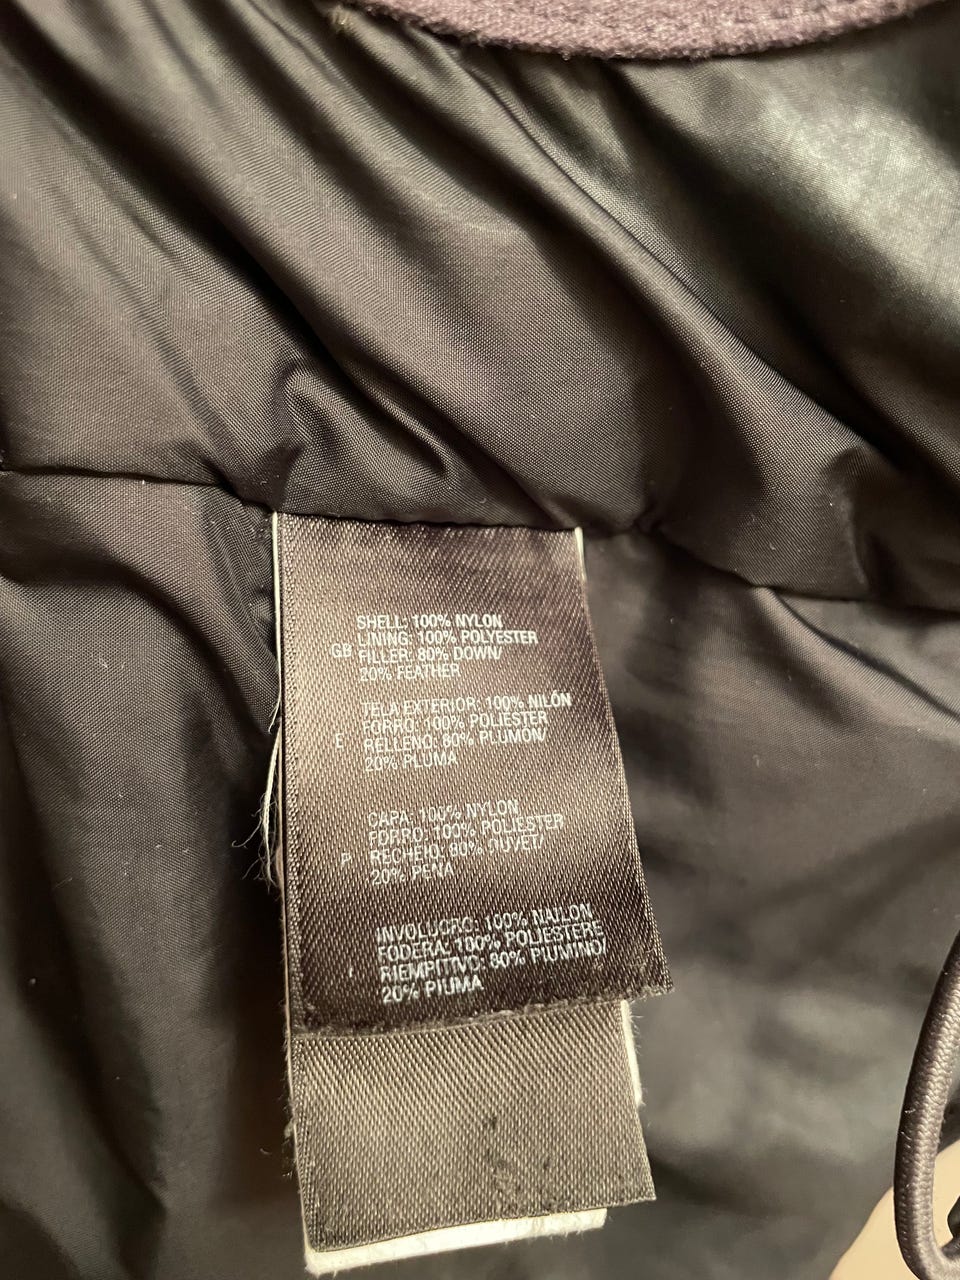 SHELL: 100% NYLON
LINING: 100% POLYESTER
GB FILLER: 80% DOWN/
20% FEATHER
TELA EXTERIOR: 100% NILÓN
FORRO: 100% POLIÉSTER
E RELLENO: 80% PLUMÓN/
20% PLUMA
CAPA: 100% NYLON
FORRO: 100% POLIÉSTER
P RECHEIO: 80% DUVET/
20% PENA
INVOLUCRO: 100% NAILON
FODERA: 100% POLIESTERE
I RIEMPITIVO: 80% PIUMINO/
20% PIUMA